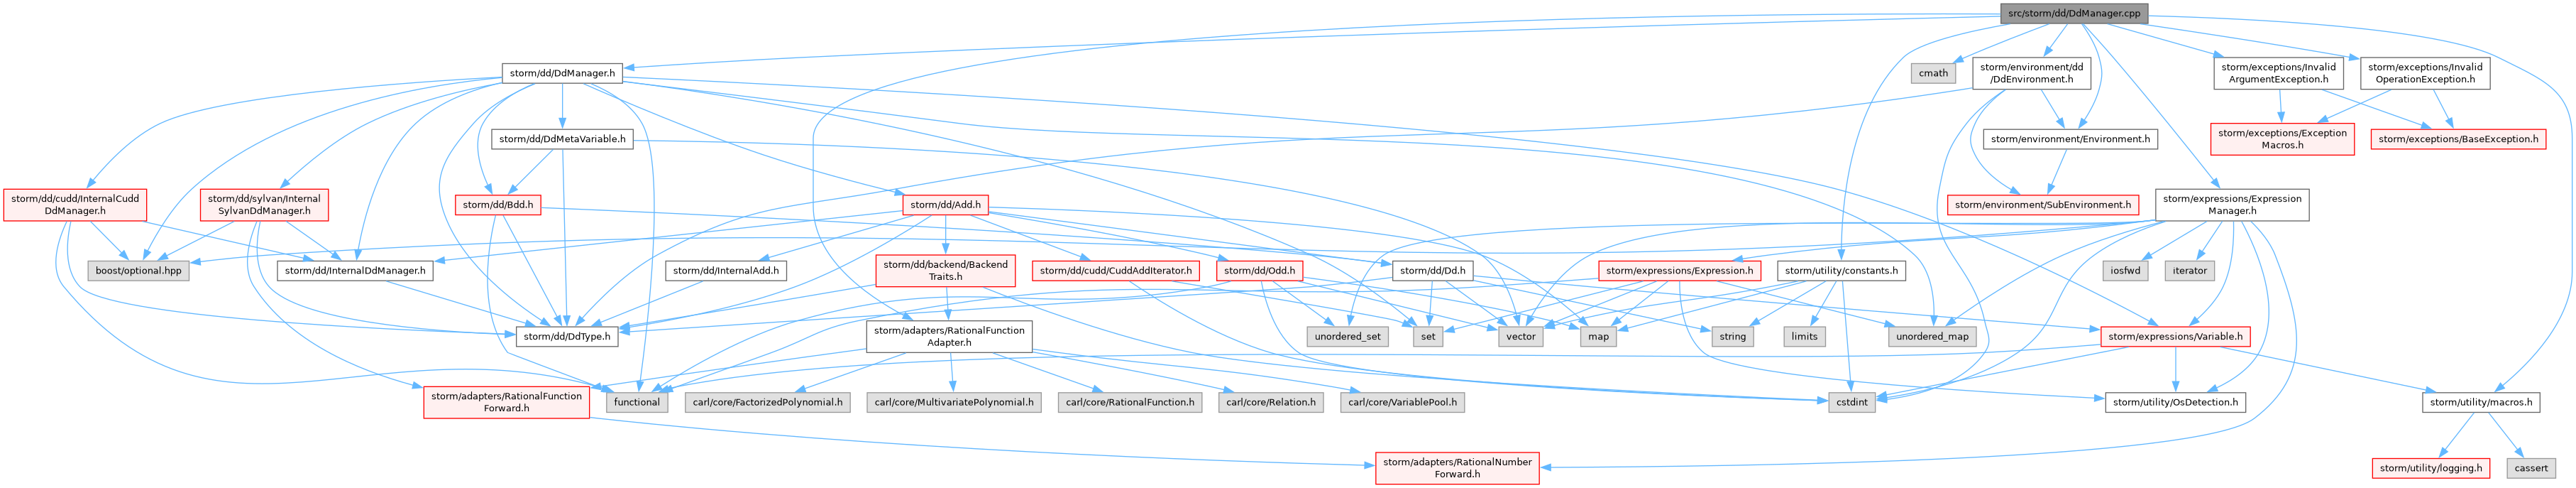 src/storm/dd/DdManager.cpp
storm/dd/DdManager.h
cmath
storm/environment/dd
/DdEnvironment.h
storm/exceptions/Invalid
ArgumentException.h
storm/exceptions/Invalid
OperationException.h
storm/dd/DdMetaVariable.h
storm/environment/Environment.h
storm/exceptions/Exception
Macros.h
storm/exceptions/BaseException.h
storm/dd/cudd/InternalCudd
DdManager.h
storm/dd/sylvan/Internal
SylvanDdManager.h
storm/dd/Bdd.h
storm/dd/Add.h
storm/environment/SubEnvironment.h
storm/expressions/Expression
Manager.h
boost/optional.hpp
storm/dd/InternalDdManager.h
storm/dd/InternalAdd.h
storm/dd/backend/Backend
Traits.h
storm/dd/cudd/CuddAddIterator.h
storm/dd/Odd.h
storm/dd/Dd.h
storm/expressions/Expression.h
storm/utility/constants.h
iosfwd
iterator
storm/dd/DdType.h
storm/adapters/RationalFunction
Adapter.h
unordered_set
set
vector
map
string
limits
unordered_map
storm/expressions/Variable.h
storm/adapters/RationalFunction
Forward.h
functional
carl/core/FactorizedPolynomial.h
carl/core/MultivariatePolynomial.h
carl/core/RationalFunction.h
carl/core/Relation.h
carl/core/VariablePool.h
cstdint
storm/utility/OsDetection.h
storm/utility/macros.h
storm/adapters/RationalNumber
Forward.h
storm/utility/logging.h
cassert